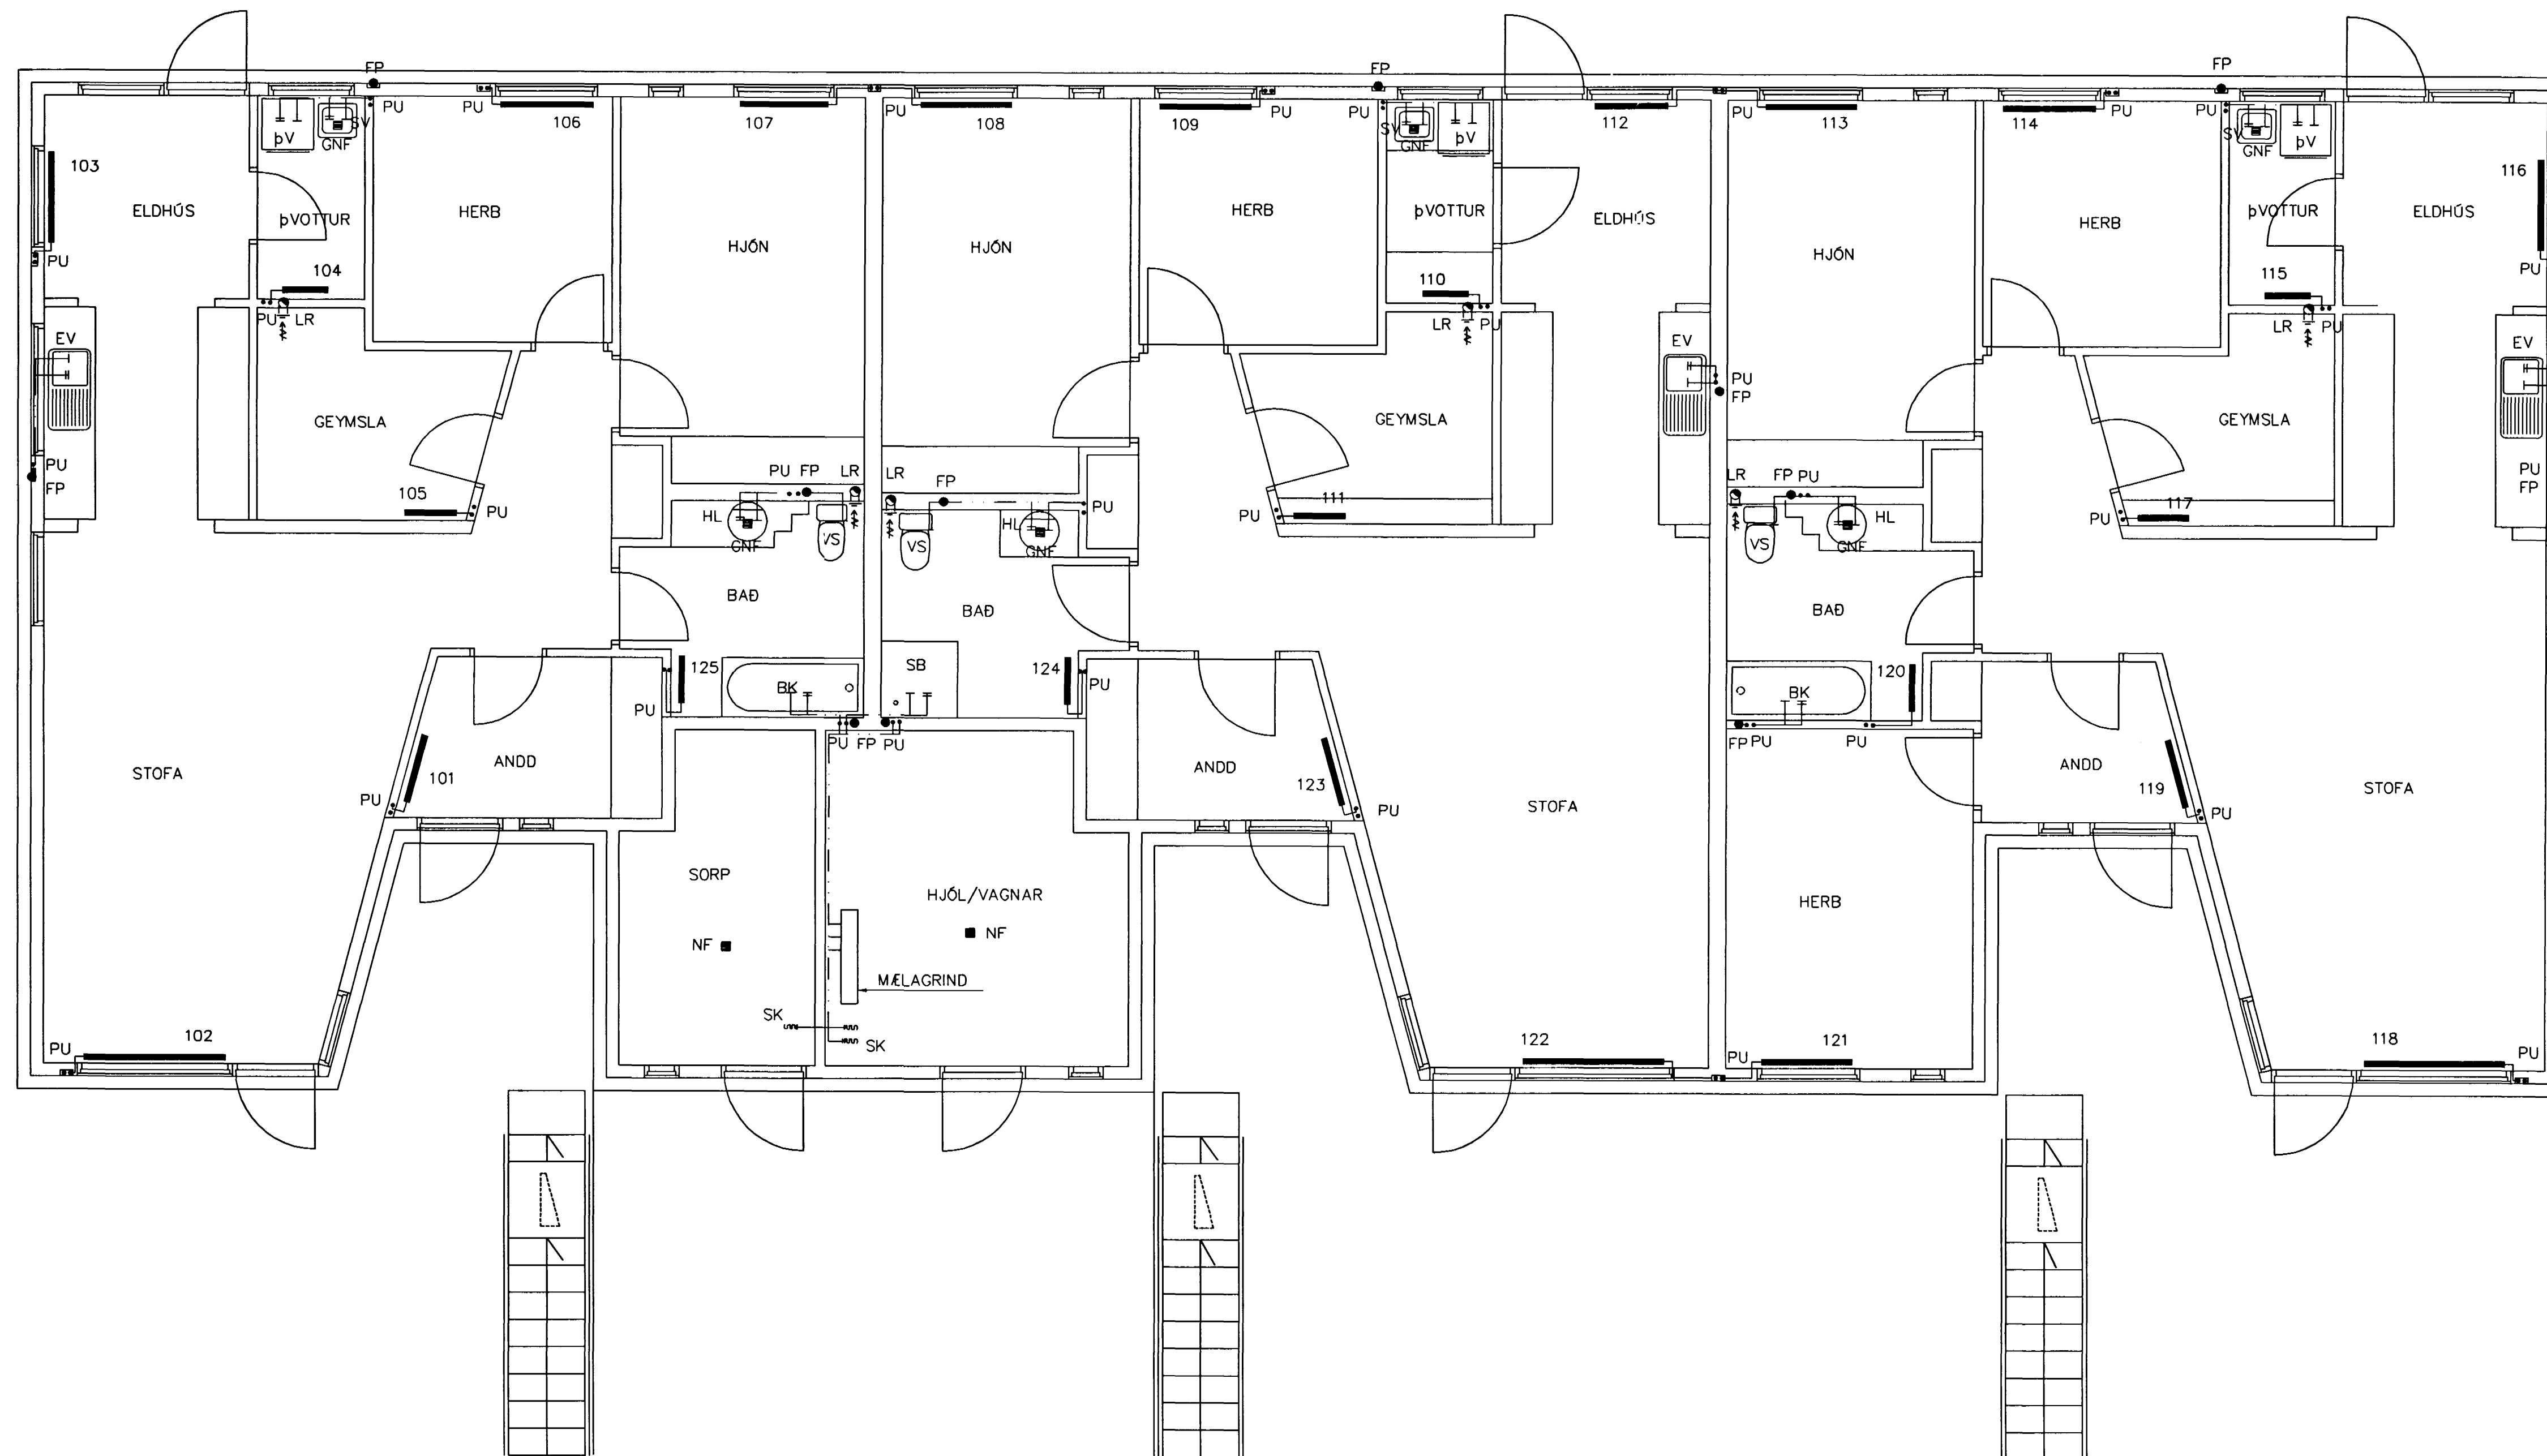 FP
FP
FP
PU
PU
106
107
PU
108
109
PU
PU
112
PU
113
114
PU
PU
þV
SV
GNF
SV
GNF
þV
SV
GNF
þV
103
116
ELDHÚS
þVOTTUR
HERB
HJÓN
HJÓN
HERB
þVOTTUR
ELDHÚS
HJÓN
HERB
þVOTTUR
ELDHÚS
PU
104
110
115
PU
PU
LR
LR
PU
LR
PU
EV
EV
EV
PU
FP
GEYMSLA
GEYMSLA
GEYMSLA
PU
FP
PU
FP
LR
LR
FP
LR
FP
PU
PU
FP
105
PU
PU
PU
111
PU
117
HL
GNF
VS
VS
HL
GNF
VS
GNF
HL
BAÐ
BAÐ
BAÐ
125
SB
124
120
PU
BK
PU
BK
PU
FP
PU
FP
PU
PU
STOFA
101
ANDD
ANDD
123
ANDD
119
STOFA
PU
PU
STOFA
PU
SORP
HJÓL/VAGNAR
HERB
NF
NF
MÆLAGRIND
SK
SK
PU
102
122
PU
121
118
PU